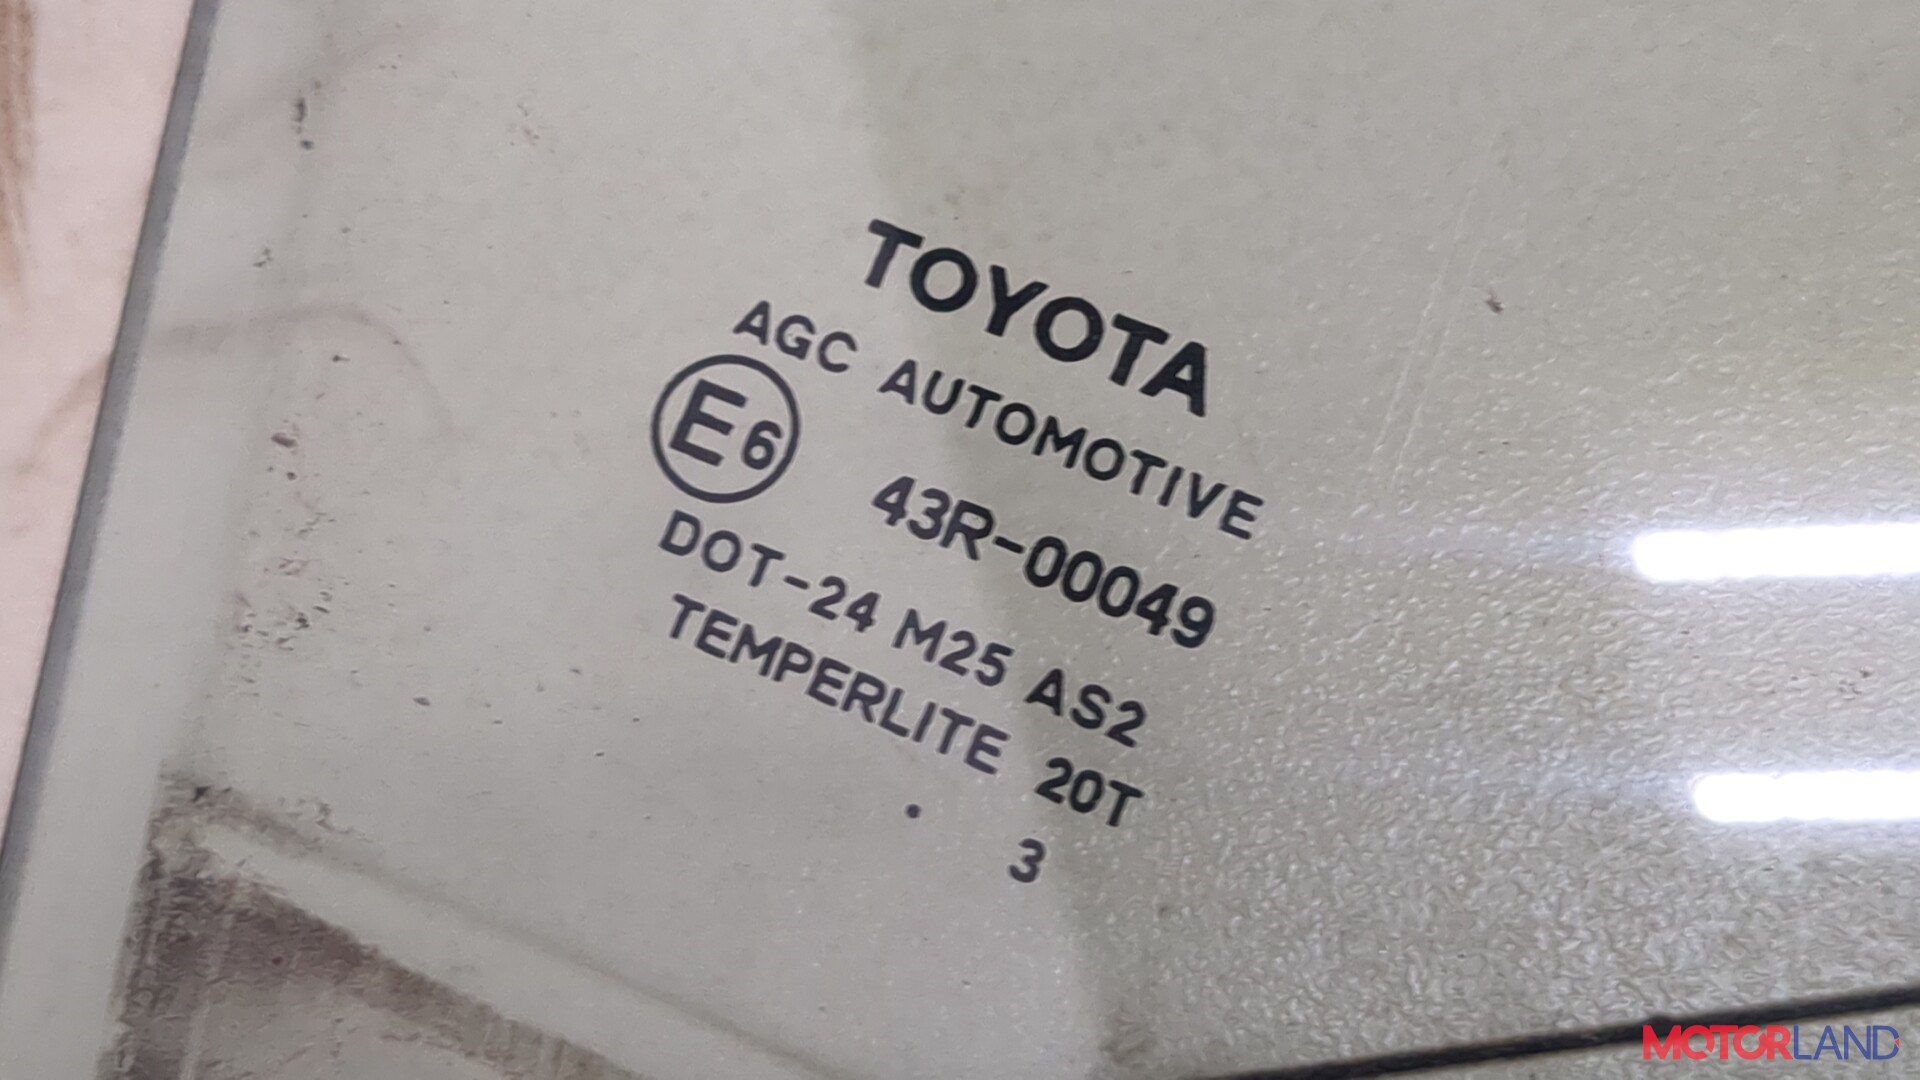 TOYOTA
AGC AUTOMOTIVE
E6 43R-00049
DOT-24 M25 AS2
TEMPERLITE 20T
. 3
MOTORLAND